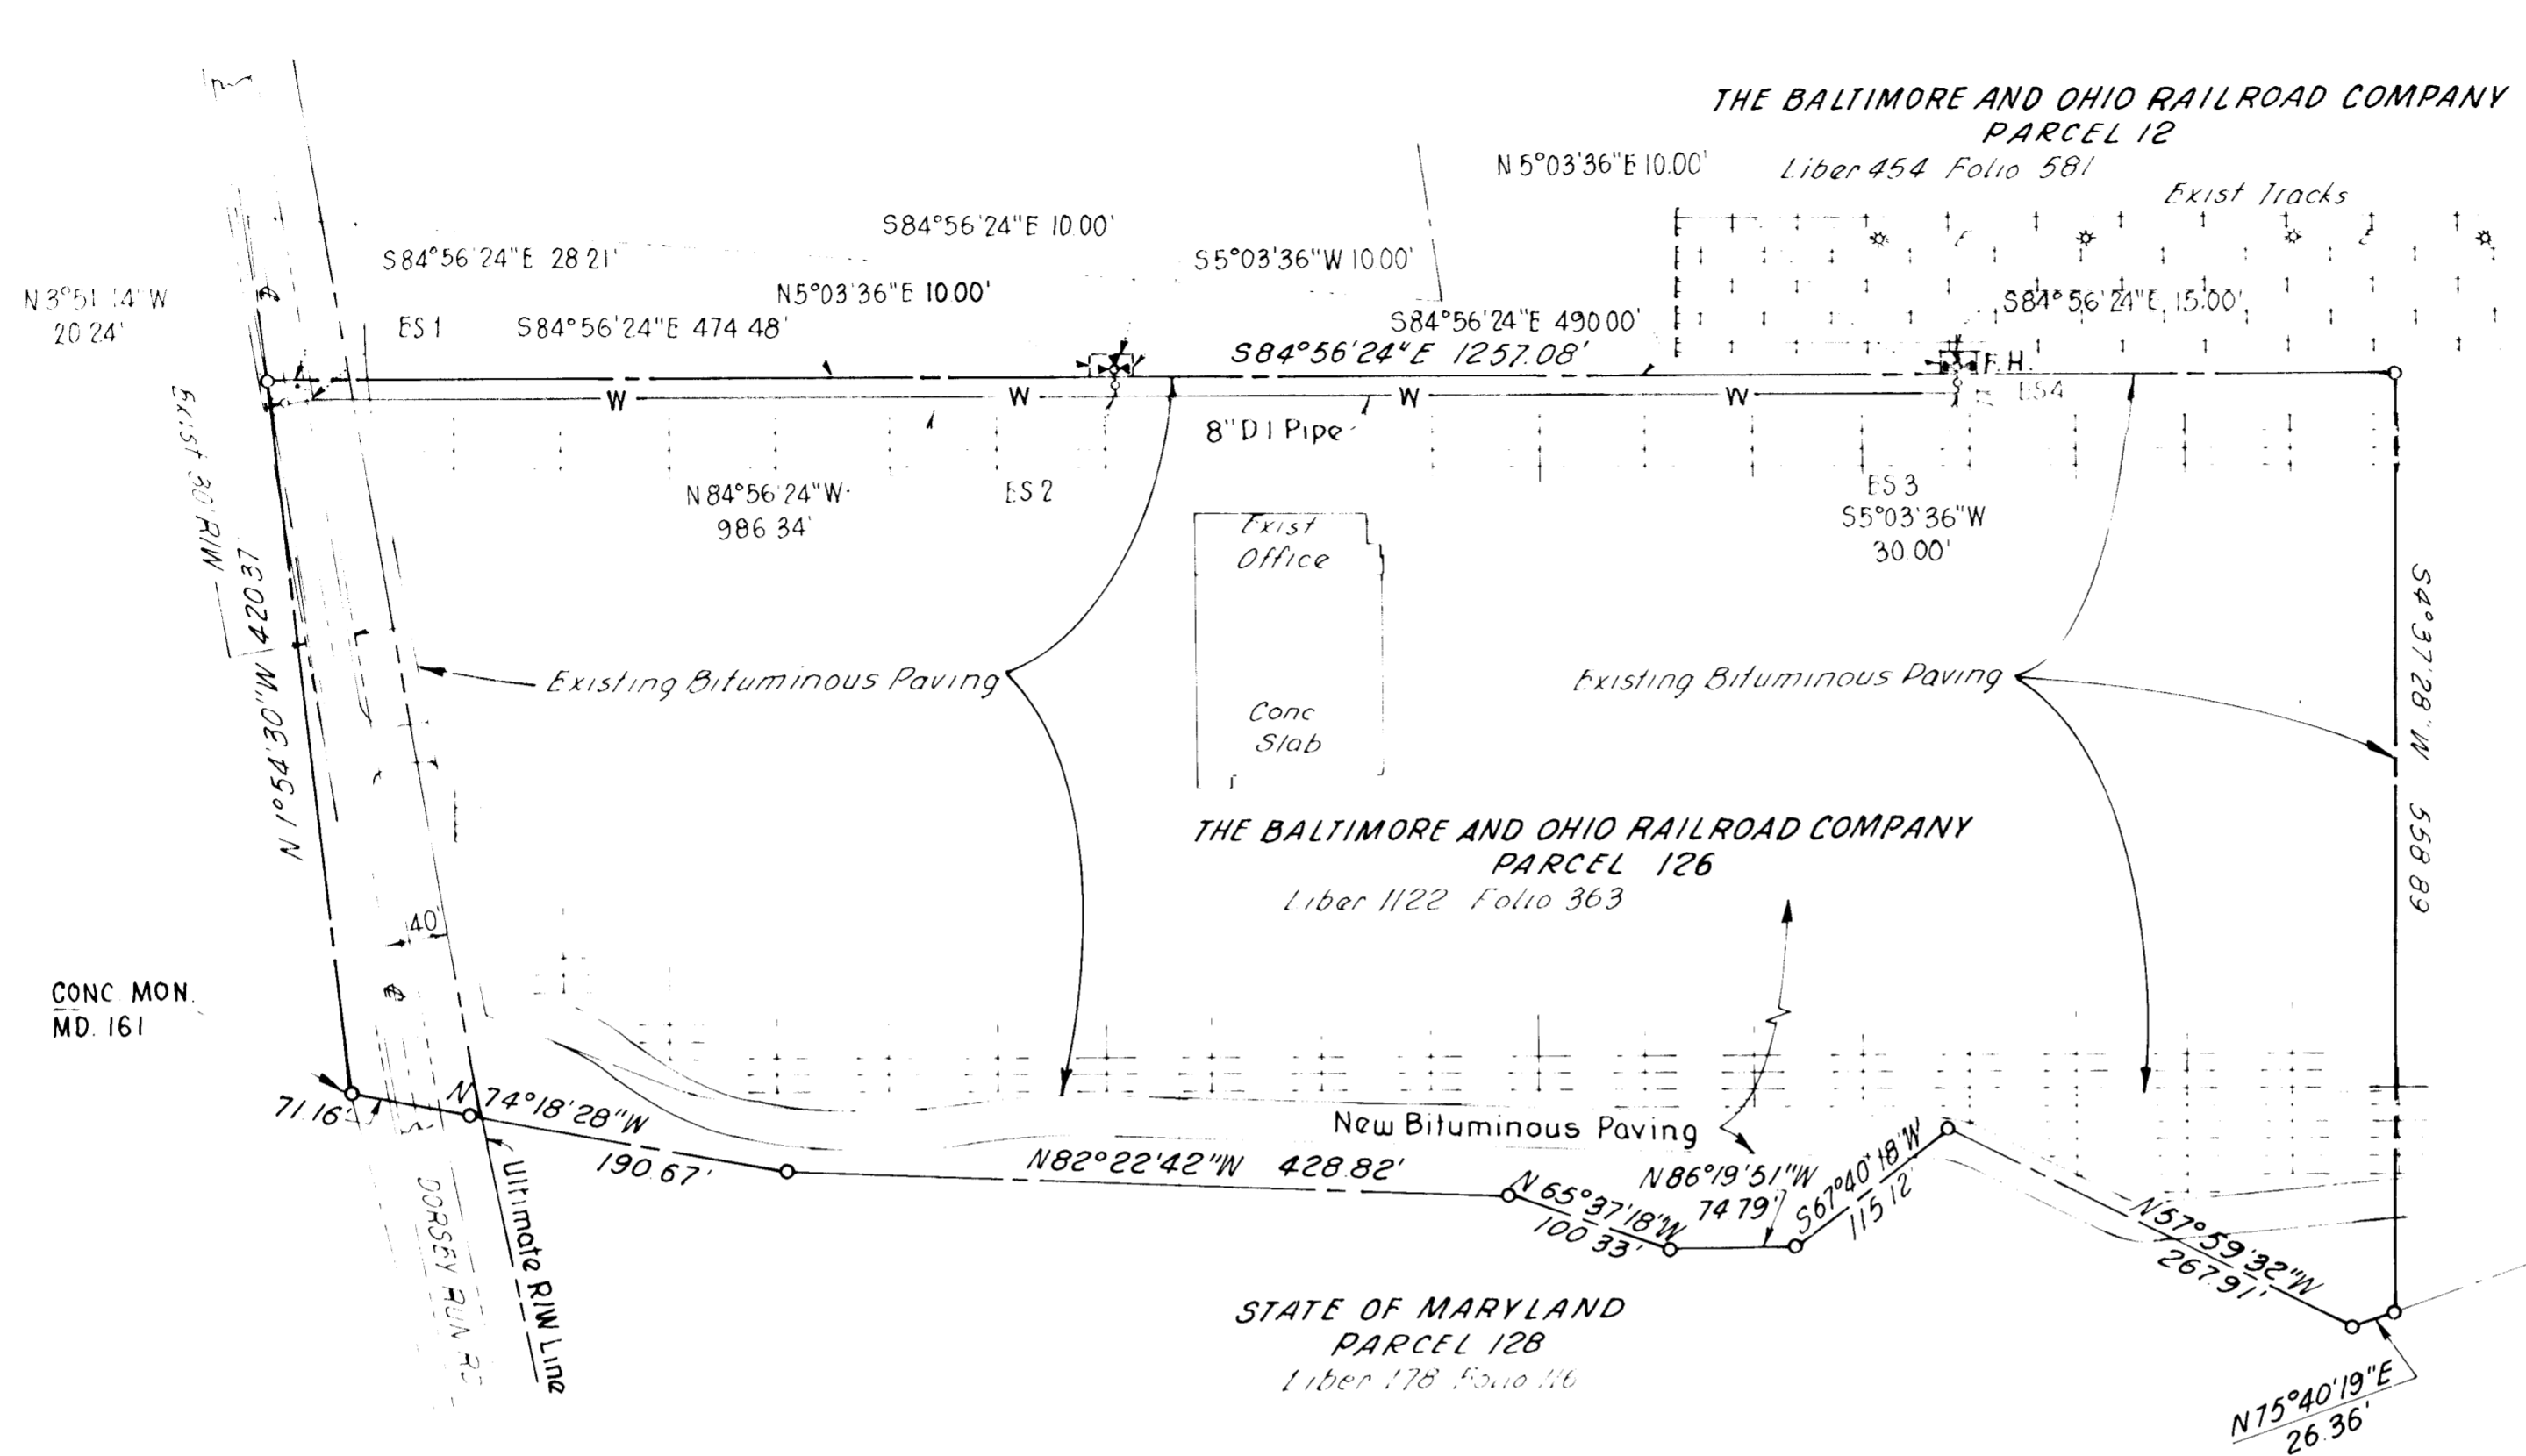 THE BALTIMORE AND OHIO RAILROAD COMPANY
PARCEL 12
Liber 454 Folio 581
Exist Tracks
N 5°03'36"E 10.00'
S84°56'24"E 10.00'
S84°56'24"E 28 21'
S5°03'36"W 10 00'
N 3°51 14" W
20 24'
N5°03'36"E 10.00'
S84°56'24"E, 15.00'
ES 1
S84°56'24"E 474 48'
S84°56'24"E 490 00'
S84°56'24"E 1257.08'
F. H.
ES 4
W
W
W
W
8" D I Pipe
Exist 30' R/W
N 84°56'24"W
986 34'
ES 2
ES 3
S5°03'36"W
30.00'
Exist
Office
N 1°54'30"W 420 37
S4°37'28"W 558 89
Existing Bituminous Paving
Existing Bituminous Paving
Conc
Slab
THE BALTIMORE AND OHIO RAILROAD COMPANY
PARCEL 126
Liber 1122 Folio 363
40'
CONC MON.
MD. 161
71.16'
N 74°18'28"W
190.67'
New Bituminous Paving
N82°22'42"W 428.82'
N 65°37'18"W
100 33'
N 86°19'51"W
74 79'
S67°40'18"W
115 12'
N57°59'32"W
267.91'
DORSEY RUN RD
Ultimate R/W Line
STATE OF MARYLAND
PARCEL 128
Liber 178 Folio 116
N75°40'19"E
26.36'